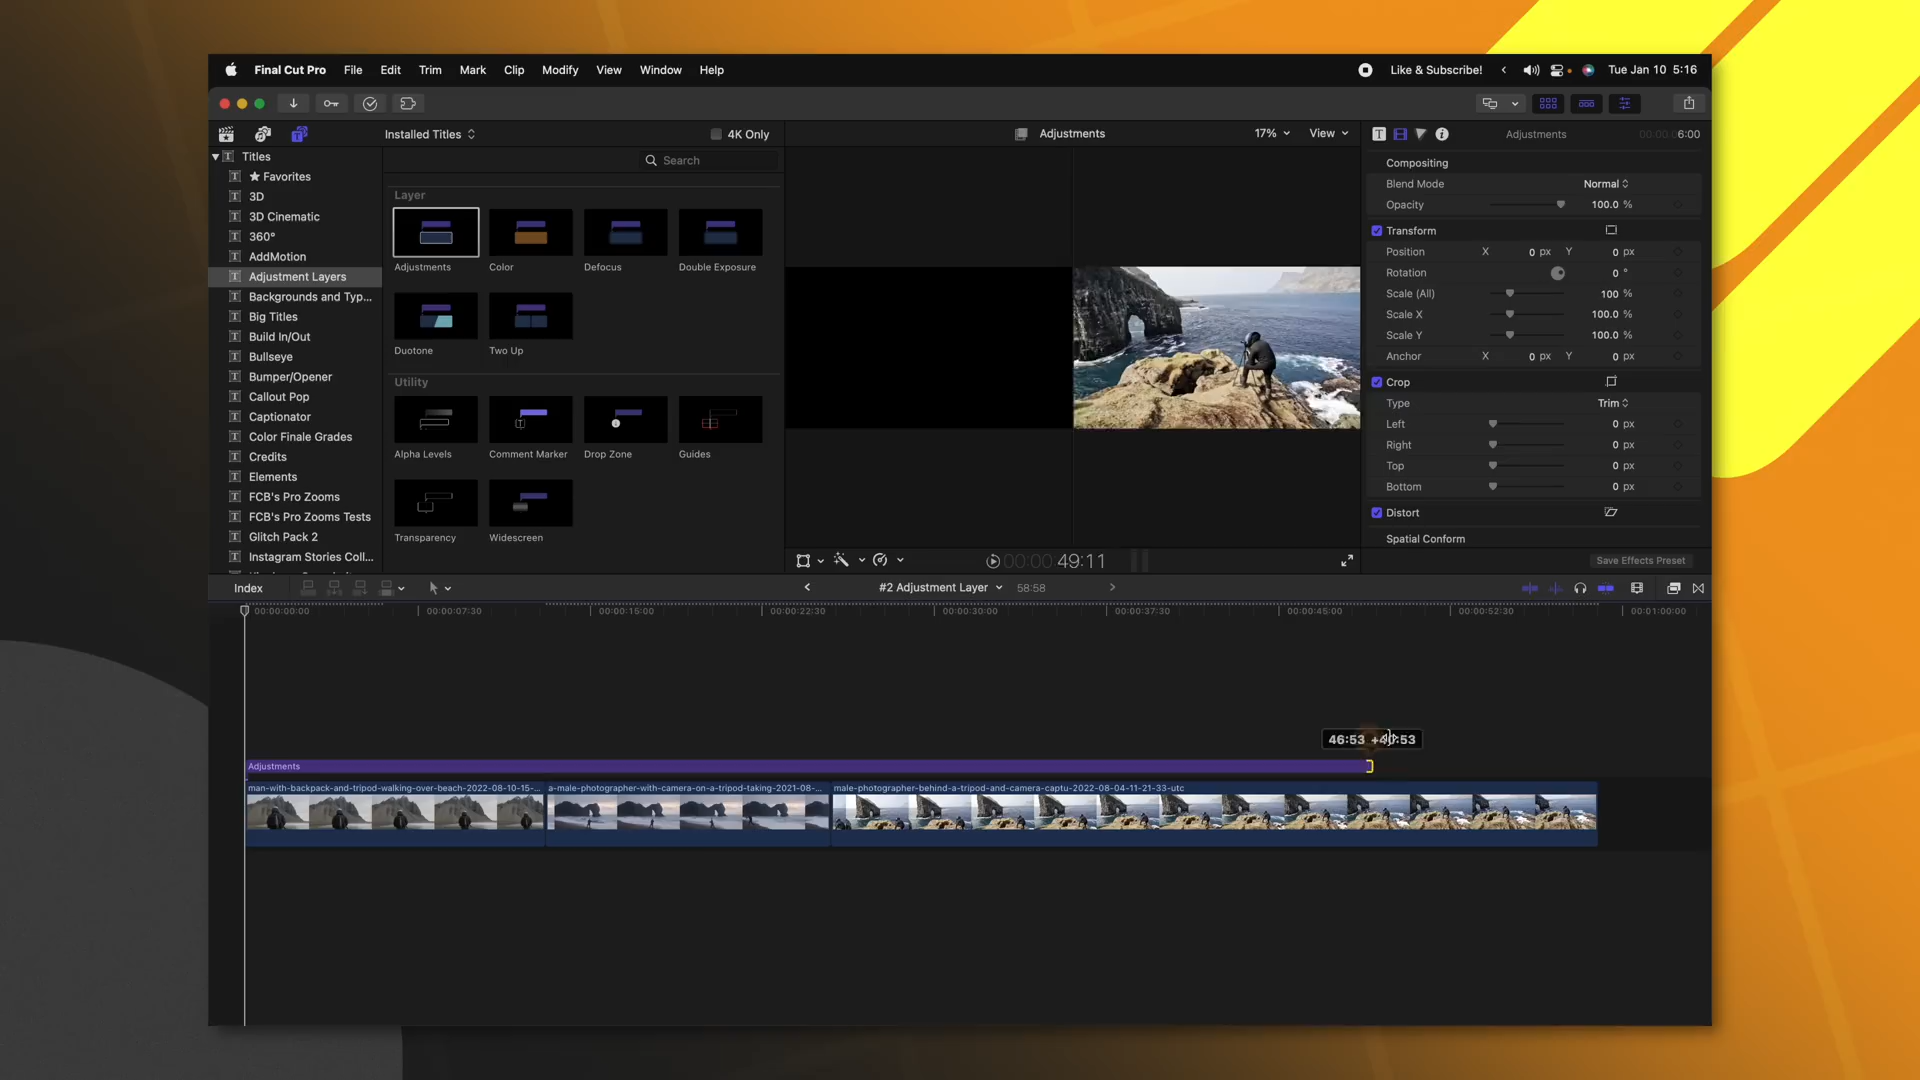 Final Cut Pro File Edit Trim Mark Clip Modify View Window Help
Like & Subscribe! Tue Jan 10 5:16
Installed Titles
4K Only
Adjustments
17%
View
Adjustments
6:00
Titles
Favorites
3D
3D Cinematic
360°
AddMotion
Adjustment Layers
Backgrounds and Typ...
Big Titles
Build In/Out
Bullseye
Bumper/Opener
Callout Pop
Captionator
Color Finale Grades
Credits
Elements
FCB's Pro Zooms
FCB's Pro Zooms Tests
Glitch Pack 2
Instagram Stories Coll...
Search
Layer
Adjustments Color Defocus Double Exposure
Duotone Two Up
Utility
Alpha Levels Comment Marker Drop Zone Guides
Transparency Widescreen
00:00:00:49:11
Compositing
Blend Mode Normal
Opacity 100.0 %
Transform
Position X 0 px Y 0 px
Rotation 0 °
Scale (All) 100 %
Scale X 100.0 %
Scale Y 100.0 %
Anchor X 0 px Y 0 px
Crop
Type Trim
Left 0 px
Right 0 px
Top 0 px
Bottom 0 px
Distort
Spatial Conform
Save Effects Preset
Index
#2 Adjustment Layer 58:58
00:00:00:00 00:00:07:30 00:00:15:00 00:00:22:30 00:00:30:00 00:00:37:30 00:00:45:00 00:00:52:30 00:01:00:00
46:53 +40:53
Adjustments
man-with-backpack-and-tripod-walking-over-beach-2022-08-10-15-... a-male-photographer-with-camera-on-a-tripod-taking-2021-08-... male-photographer-behind-a-tripod-and-camera-captu-2022-08-04-11-21-33-utc